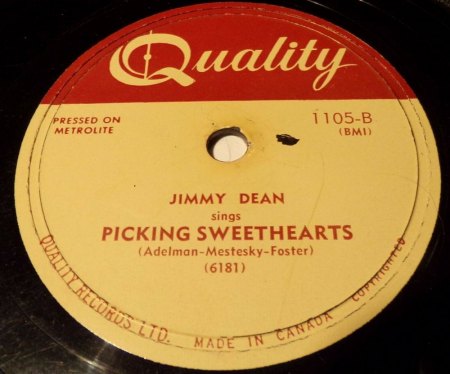 Quality
PRESSED ON
METROLITE
1105-B
(BMI)
JIMMY DEAN
sings
PICKING SWEETHEARTS
(Adelman-Mestesky-Foster)
(6181)
QUALITY RECORDS LTD. MADE IN CANADA COPYRIGHTED